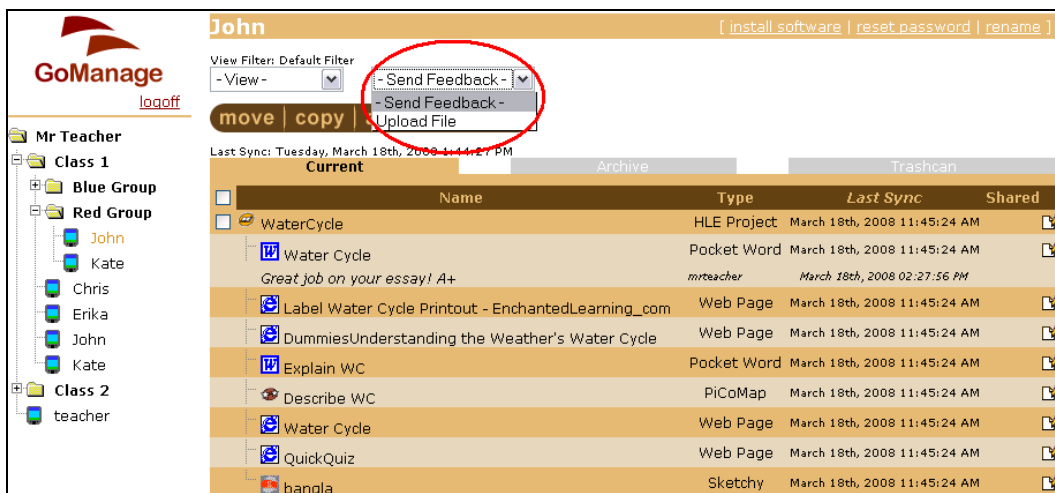 John
[ install software | reset password | rename ]
GoManage
logoff
View Filter: Default Filter
- View -
- Send Feedback -
- Send Feedback -
Upload File
move | copy |
Last Sync: Tuesday, March 18th, 2008 1:44:27 PM
Mr Teacher
Class 1
Blue Group
Red Group
John
Kate
Chris
Erika
John
Kate
Class 2
teacher
Current Archive Trashcan
Name Type Last Sync Shared
WaterCycle HLE Project March 18th, 2008 11:45:24 AM
Water Cycle Pocket Word March 18th, 2008 11:45:24 AM
Great job on your essay! A+ mrteacher March 18th, 2008 02:27:56 PM
Label Water Cycle Printout - EnchantedLearning_com Web Page March 18th, 2008 11:45:24 AM
DummiesUnderstanding the Weather's Water Cycle Web Page March 18th, 2008 11:45:24 AM
Explain WC Pocket Word March 18th, 2008 11:45:24 AM
Describe WC PiCoMap March 18th, 2008 11:45:24 AM
Water Cycle Web Page March 18th, 2008 11:45:24 AM
QuickQuiz Web Page March 18th, 2008 11:45:24 AM
bangla Sketchy March 18th, 2008 11:45:24 AM